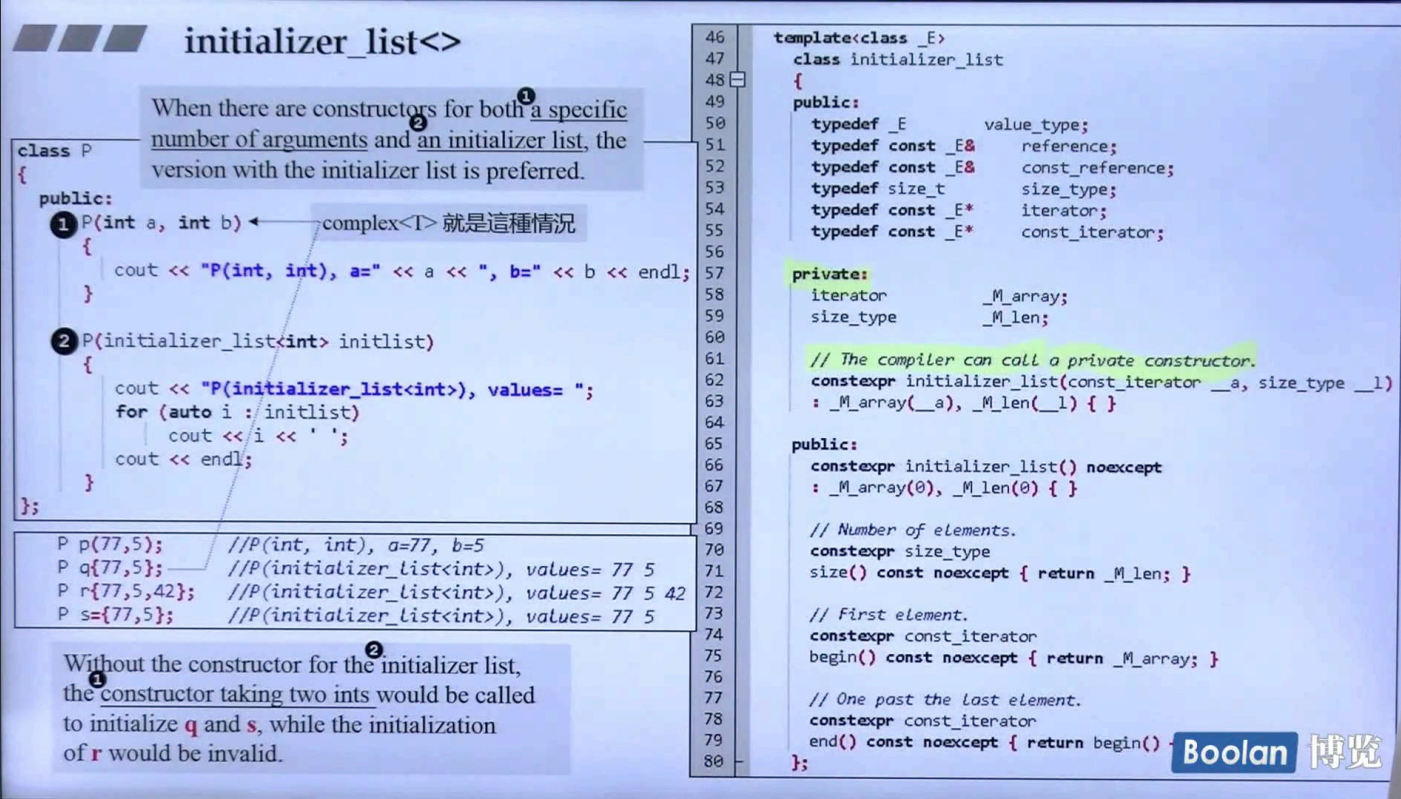 initializer_list<>
When there are constructors for both ❶a specific
number of arguments and ❷an initializer list, the
version with the initializer list is preferred.
class P
{
public:
❶ P(int a, int b)
complex<T> 就是這種情況
{
cout << "P(int, int), a=" << a << ", b=" << b << endl;
}
❷ P(initializer_list<int> initlist)
{
cout << "P(initializer_list<int>), values= ";
for (auto i : initlist)
cout << i << ' ';
cout << endl;
}
};
P p(77,5); //P(int, int), a=77, b=5
P q{77,5}; //P(initializer_list<int>), values= 77 5
P r{77,5,42}; //P(initializer_list<int>), values= 77 5 42
P s={77,5}; //P(initializer_list<int>), values= 77 5
Without the constructor for the ❷initializer list,
the ❶constructor taking two ints would be called
to initialize q and s, while the initialization
of r would be invalid.
46 template<class _E>
47 class initializer_list
48 {
49 public:
50 typedef _E value_type;
51 typedef const _E& reference;
52 typedef const _E& const_reference;
53 typedef size_t size_type;
54 typedef const _E* iterator;
55 typedef const _E* const_iterator;
56
57 private:
58 iterator _M_array;
59 size_type _M_len;
60
61 // The compiler can call a private constructor.
62 constexpr initializer_list(const_iterator __a, size_type __l)
63 : _M_array(__a), _M_len(__l) { }
64
65 public:
66 constexpr initializer_list() noexcept
67 : _M_array(0), _M_len(0) { }
68
69 // Number of elements.
70 constexpr size_type
71 size() const noexcept { return _M_len; }
72
73 // First element.
74 constexpr const_iterator
75 begin() const noexcept { return _M_array; }
76
77 // One past the last element.
78 constexpr const_iterator
79 end() const noexcept { return begin()
80 };
Boolan 博览